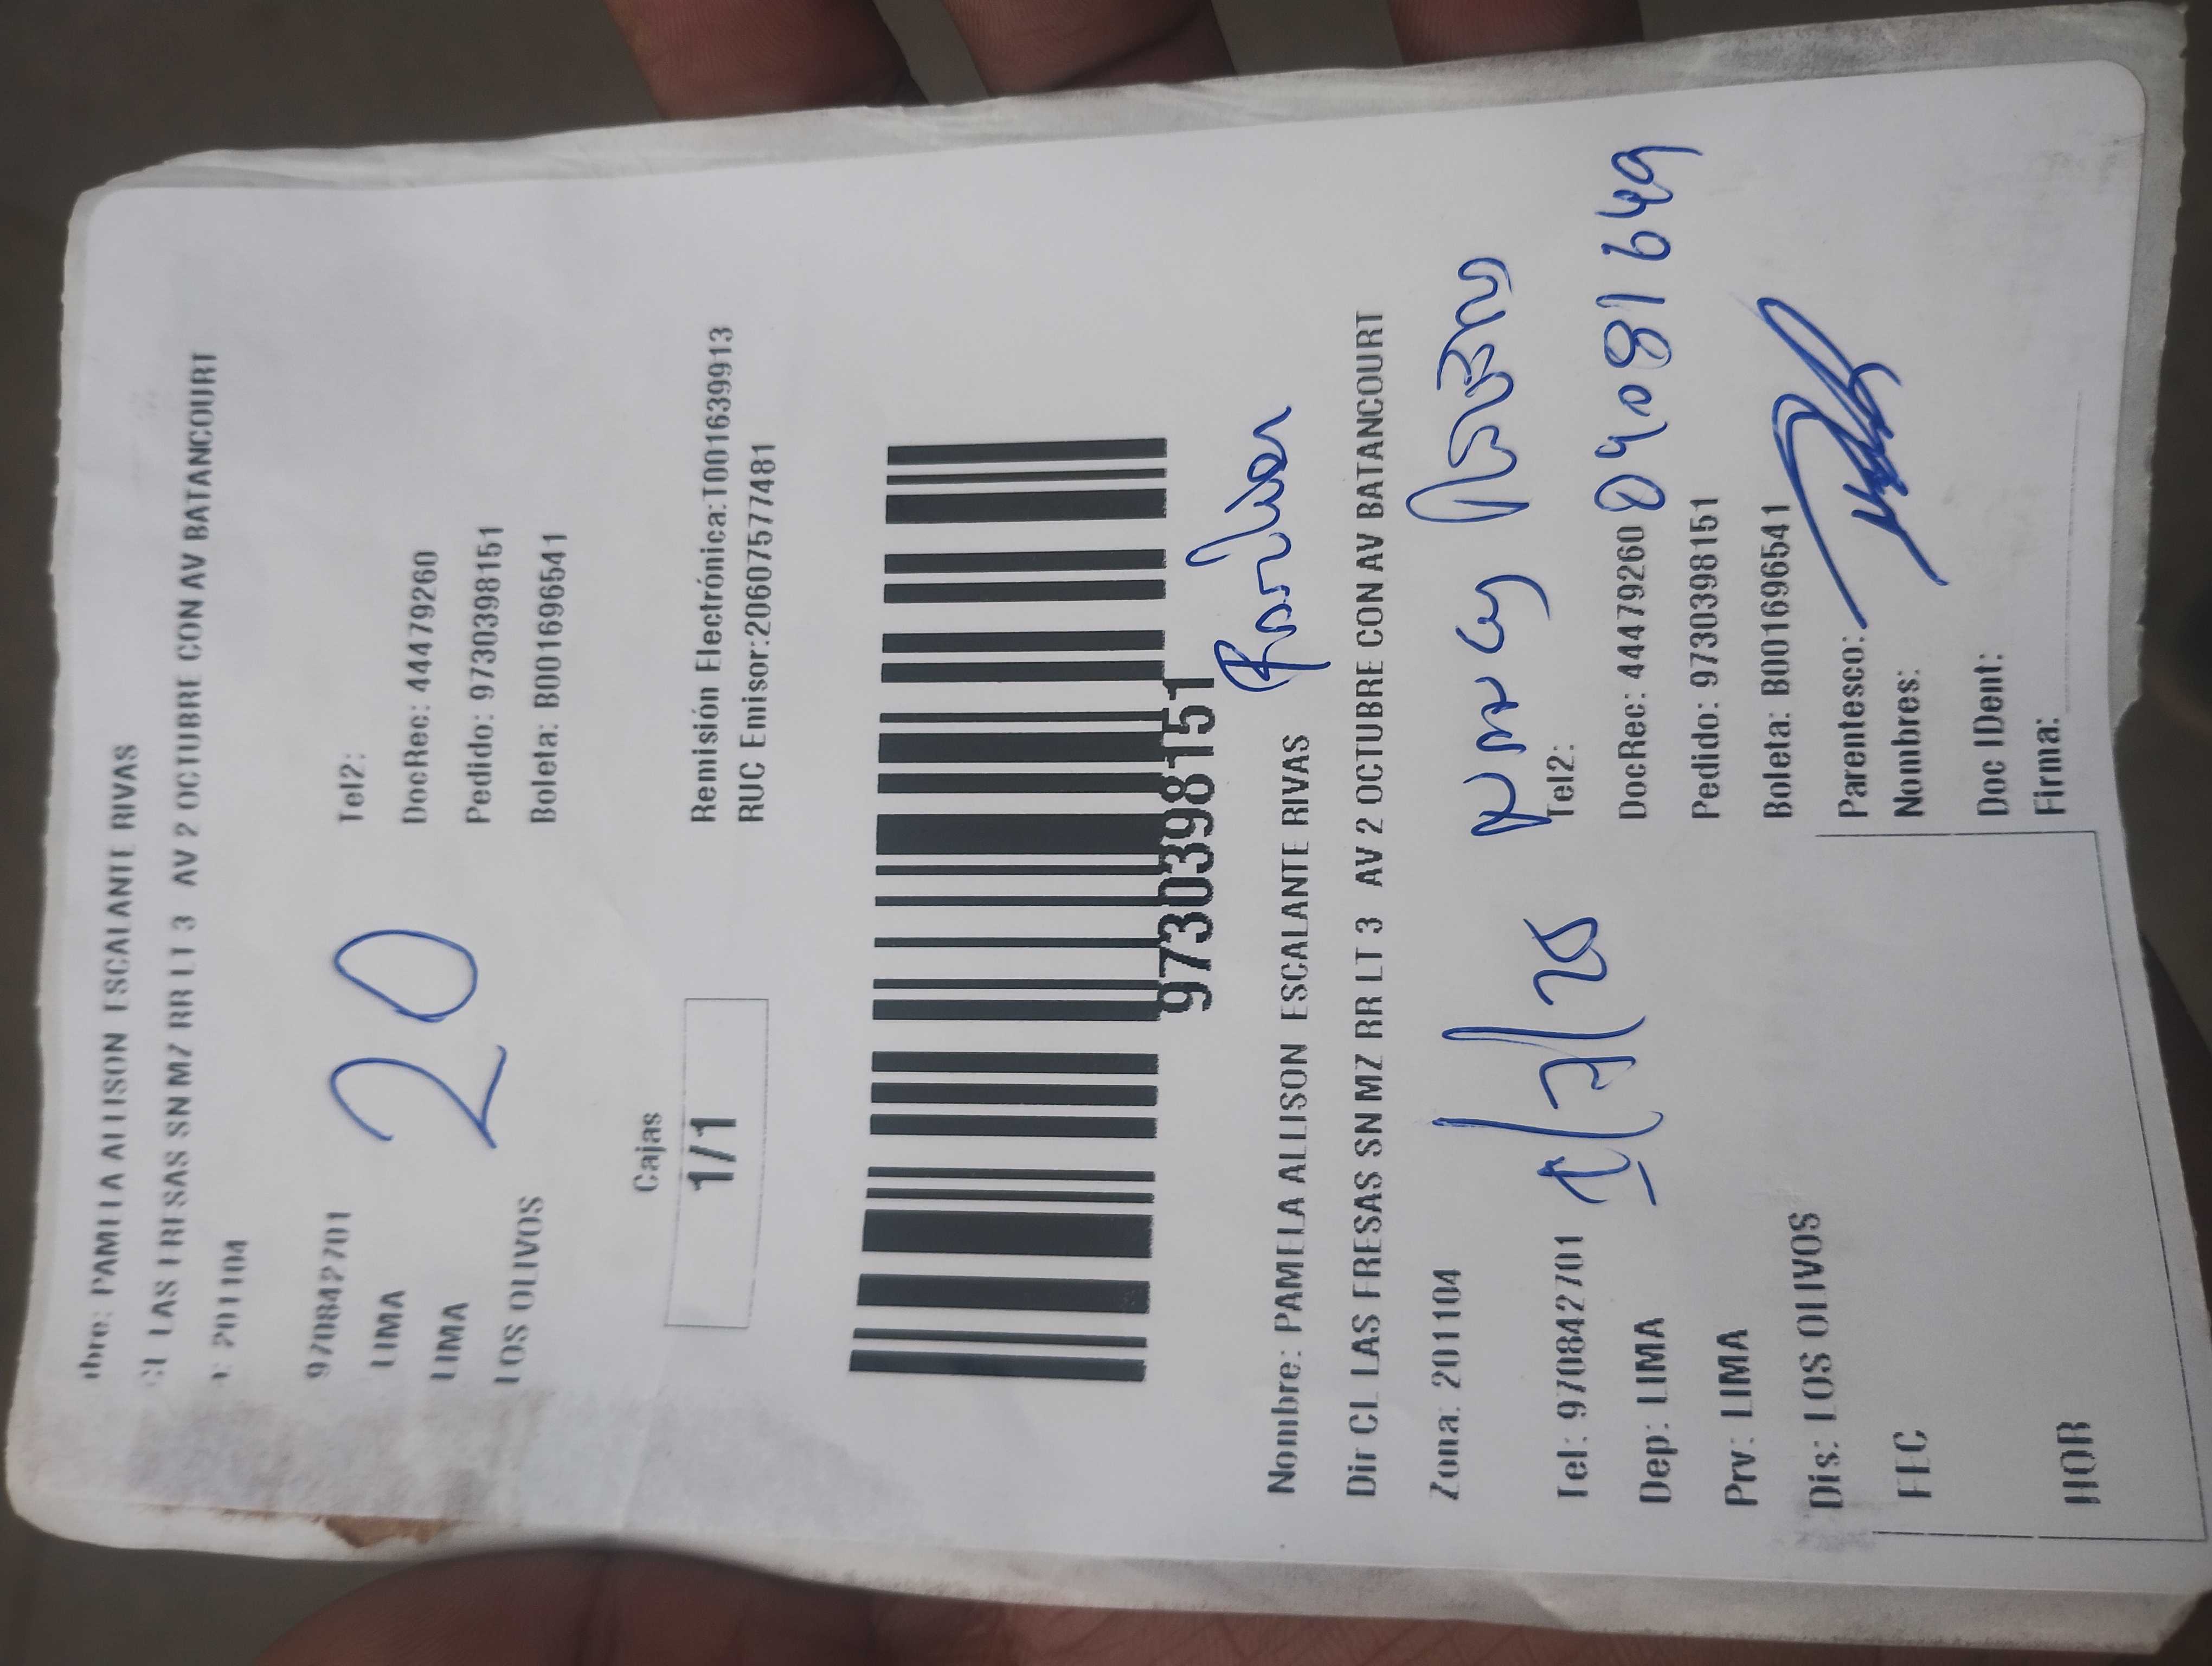 bre: PAMELA ALLISON ESCALANTE RIVAS
CL LAS FRESAS SN MZ RR LT 3 AV 2 OCTUBRE CON AV BATANCOURT
: 201104
970842701 Tel2:
LIMA DocRec: 44479260
LIMA Pedido: 9730398151
LOS OLIVOS Boleta: B001696541
20
Cajas
1/1
Remisión Electrónica:T001639913
RUC Emisor:20607577481
9730398151
Nombre: PAMELA ALLISON ESCALANTE RIVAS
Dir CL LAS FRESAS SN MZ RR LT 3 AV 2 OCTUBRE CON AV BATANCOURT
Zona: 201104
Tel: 970842701 Tel2:
Dep: LIMA DocRec: 44479260
Prv: LIMA Pedido: 9730398151
Dis: LOS OLIVOS Boleta: B001696541
FEC Parentesco:
Nombres:
HOR Doc IDent:
Firma: